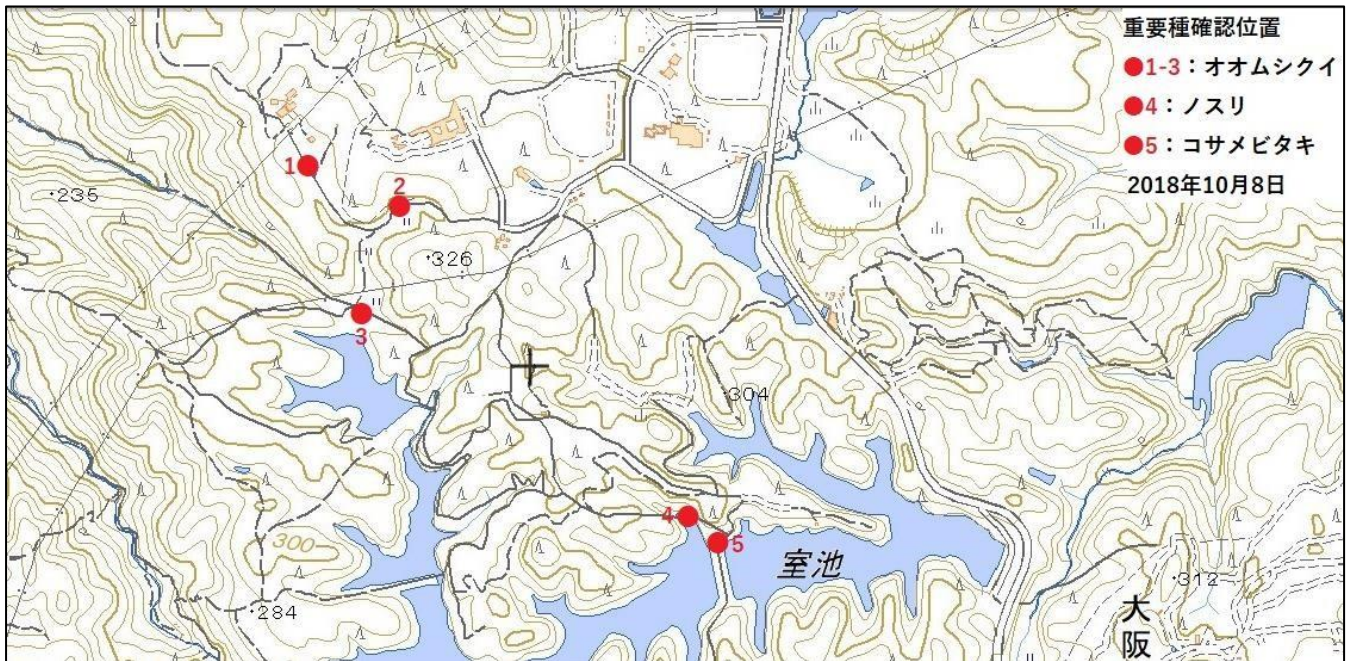 重要種確認位置
●1-3：オオムシクイ
●4：ノスリ
●5：コサメビタキ
2018年10月8日
1
2
235
326
3
304
4
5
室池
300
312
284
大阪